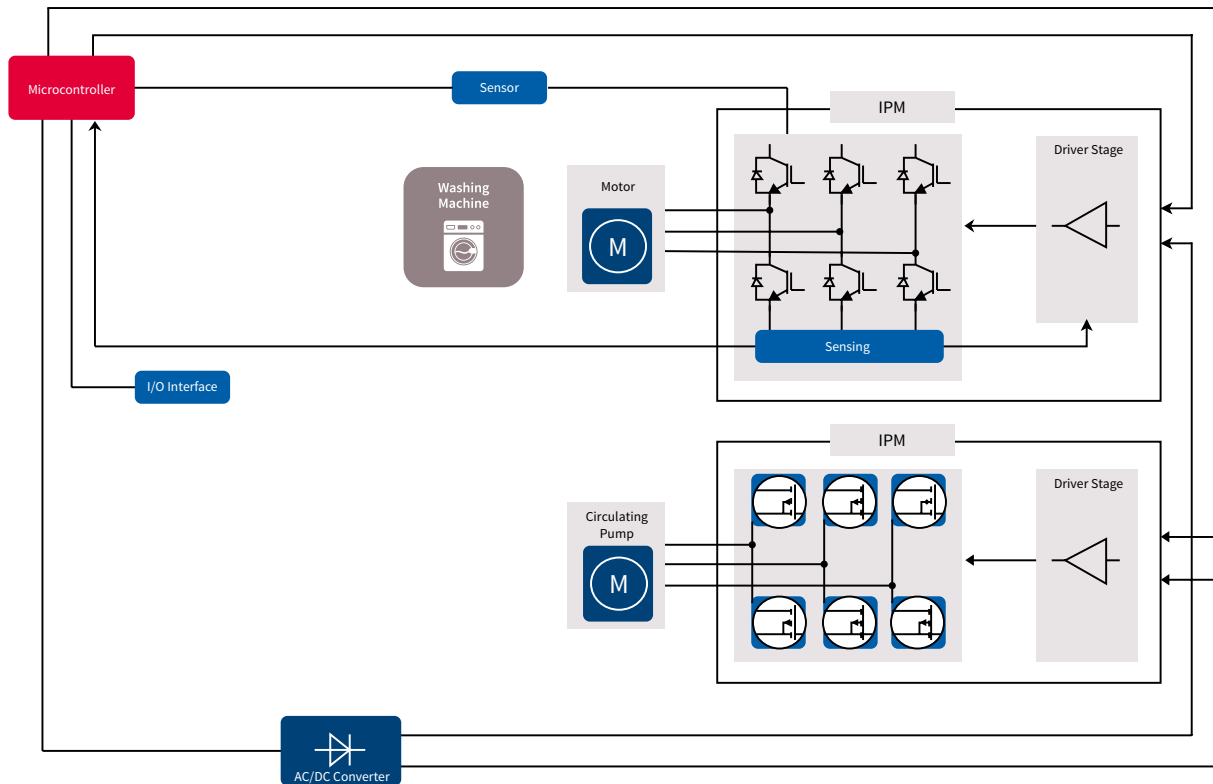 Microcontroller
Sensor
IPM
Driver Stage
Washing
Machine
Motor
M
Sensing
I/O Interface
IPM
Driver Stage
Circulating
Pump
M
AC/DC Converter